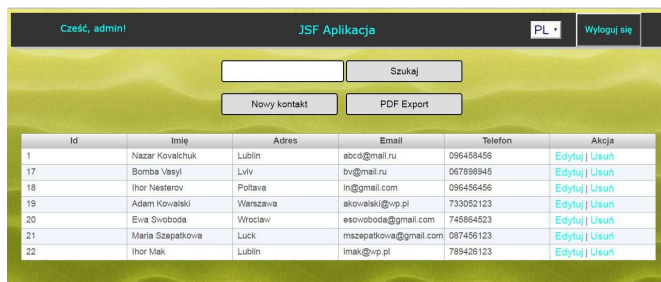 Cześć, admin! JSF Aplikacja PL Wyloguj się
Szukaj
Nowy kontakt PDF Export
Id Imię Adres Email Telefon Akcja
1 Nazar Kovalchuk Lublin abcd@mail.ru 096458456 Edytuj | Usuń
17 Bomba Vasyl Lviv bv@mail.ru 067898945 Edytuj | Usuń
18 Ihor Nesterov Poltava in@gmail.com 096456456 Edytuj | Usuń
19 Adam Kowalski Warszawa akowalski@wp.pl 733052123 Edytuj | Usuń
20 Ewa Swoboda Wroclaw esowoboda@gmail.com 745864523 Edytuj | Usuń
21 Maria Szepatkowa Luck mszepatkowa@gmail.com 087456123 Edytuj | Usuń
22 Ihor Mak Lublin imak@wp.pl 789426123 Edytuj | Usuń